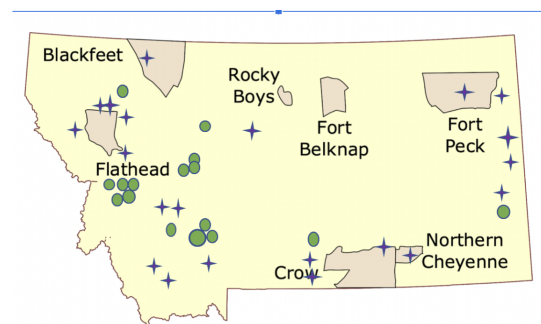 Blackfeet
Rocky
Boys
Fort
Belknap
Fort
Peck
Flathead
Northern
Cheyenne
Crow